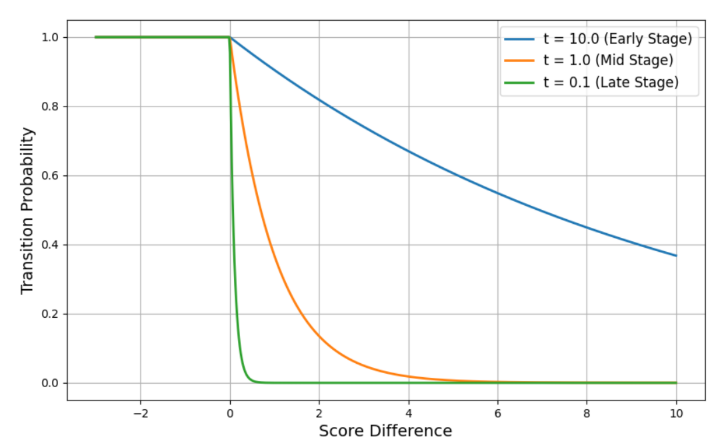 t = 10.0 (Early Stage)
t = 1.0 (Mid Stage)
t = 0.1 (Late Stage)
Transition Probability
1.0
0.8
0.6
0.4
0.2
0.0
−2
0
2
4
6
8
10
Score Difference